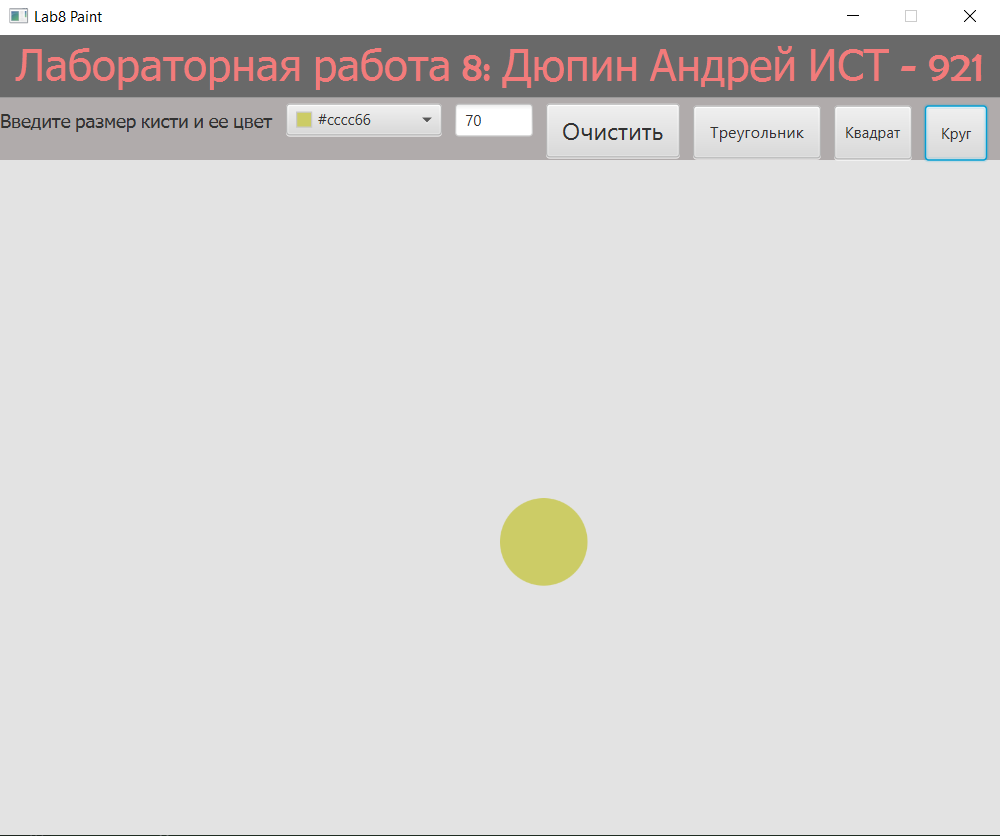 Lab8 Paint
Лабораторная работа 8: Дюпин Андрей ИСТ - 921
Введите размер кисти и ее цвет #cccc66 70 Очистить Треугольник Квадрат Круг